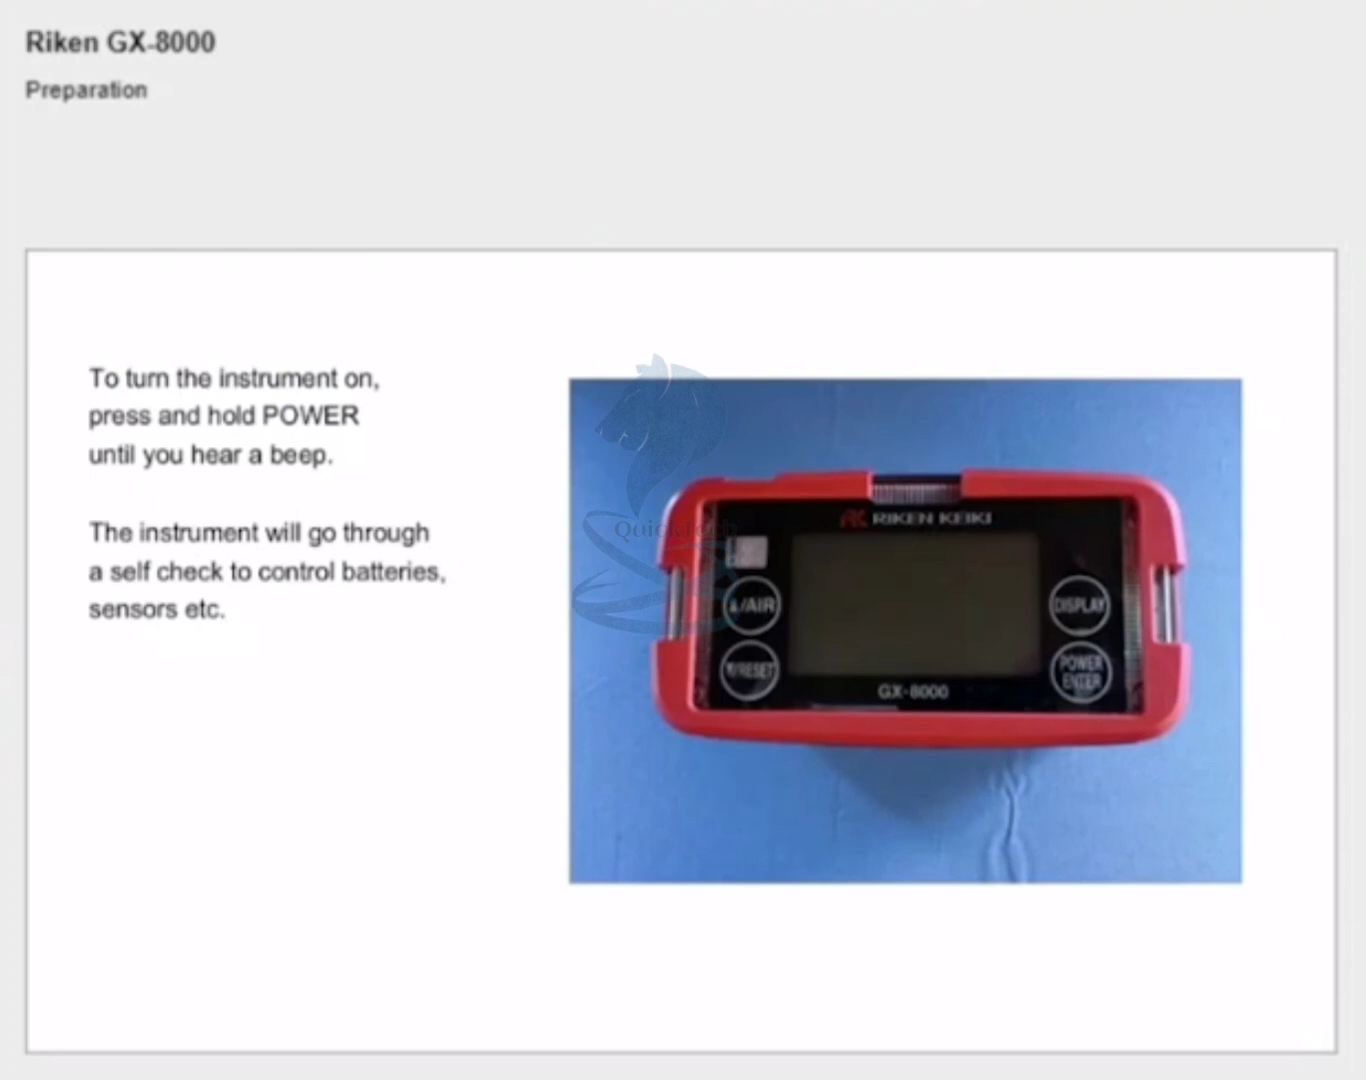 Riken GX-8000
Preparation
To turn the instrument on,
press and hold POWER
until you hear a beep.
The instrument will go through
a self check to control batteries,
sensors etc.
RIKEN KEIKI
▲/AIR
DISPLAY
▼/RESET
POWER
ENTER
GX-8000